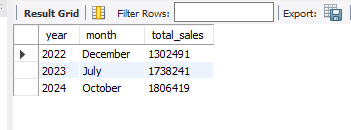 Result Grid Filter Rows: Export:
year month total_sales
2022 December 1302491
2023 July 1738241
2024 October 1806419